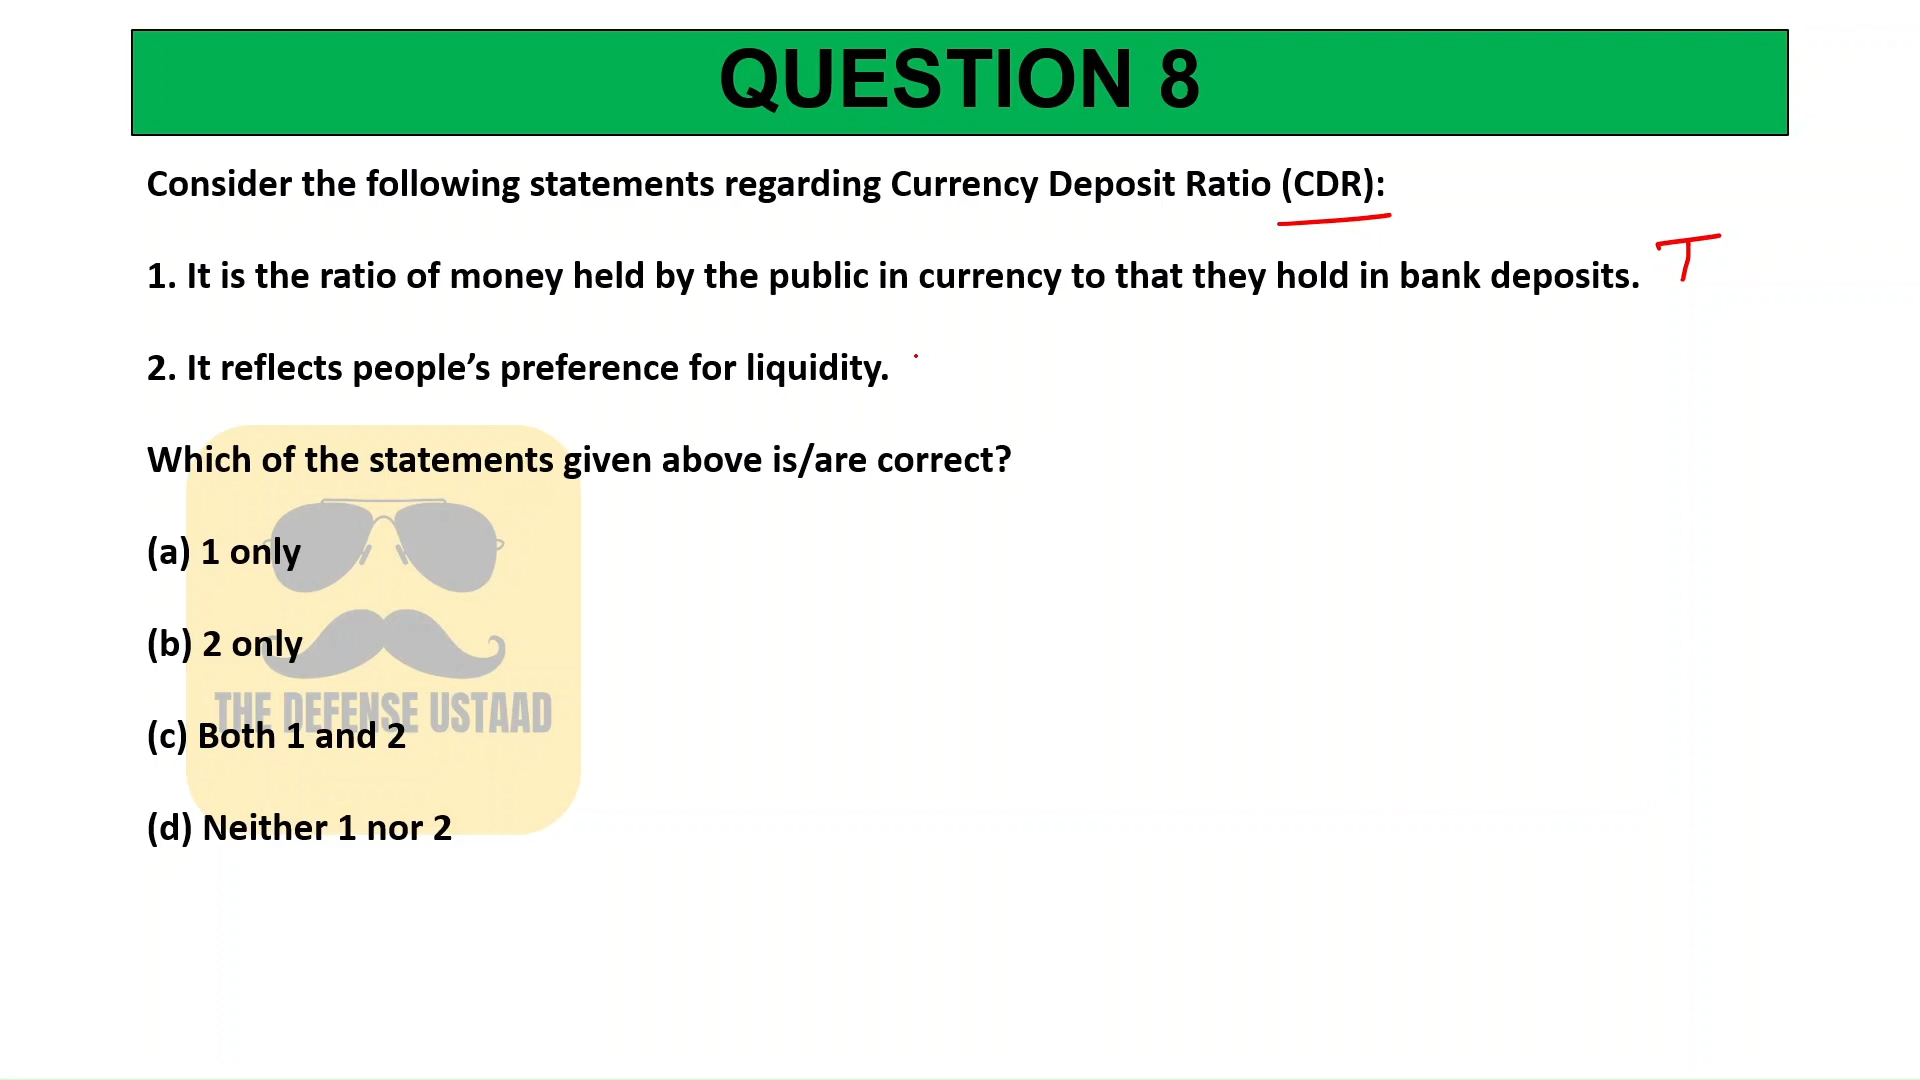 QUESTION 8
Consider the following statements regarding Currency Deposit Ratio (CDR):
1. It is the ratio of money held by the public in currency to that they hold in bank deposits. T
2. It reflects people’s preference for liquidity.
Which of the statements given above is/are correct?
(a) 1 only
(b) 2 only
THE DEFENSE USTAAD
(c) Both 1 and 2
(d) Neither 1 nor 2